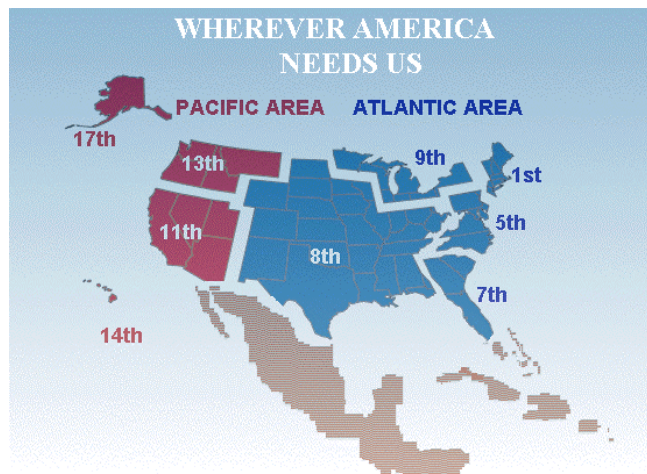 WHEREVER AMERICA
NEEDS US
PACIFIC AREA
ATLANTIC AREA
17th
13th
9th
1st
11th
8th
5th
7th
14th